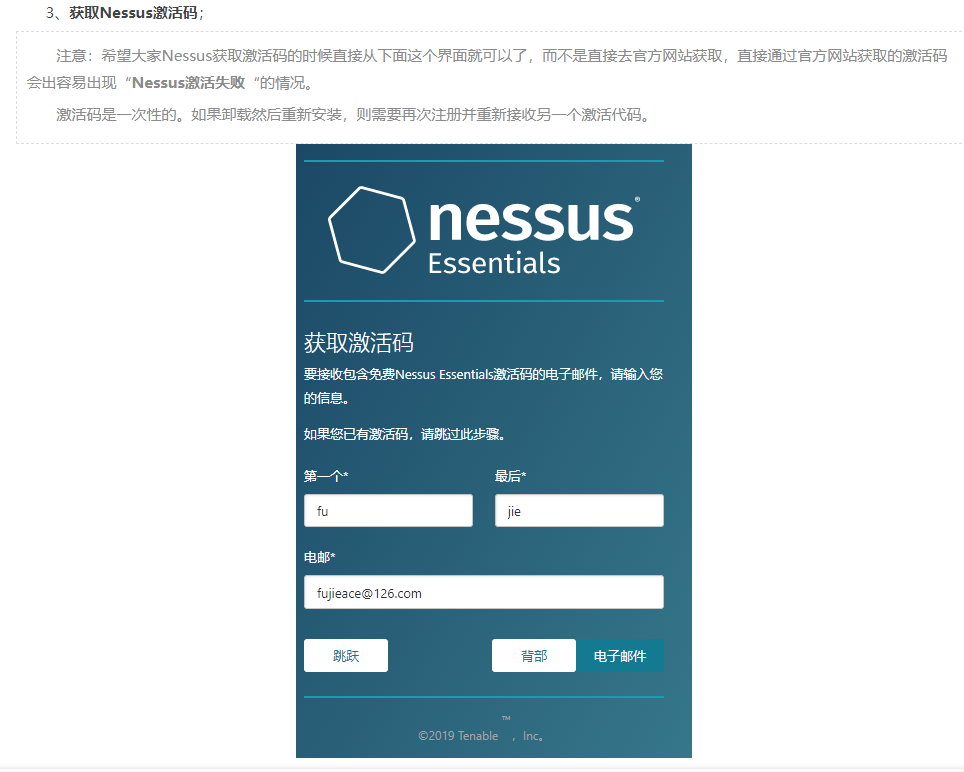 3、获取Nessus激活码；
注意：希望大家Nessus获取激活码的时候直接从下面这个界面就可以了，而不是直接去官方网站获取，直接通过官方网站获取的激活码
会出容易出现“Nessus激活失败“的情况。
激活码是一次性的。如果卸载然后重新安装，则需要再次注册并重新接收另一个激活代码。
nessus®
Essentials
获取激活码
要接收包含免费Nessus Essentials激活码的电子邮件，请输入您
的信息。
如果您已有激活码，请跳过此步骤。
第一个* 最后*
fu jie
电邮*
fujieace@126.com
跳跃 背部 电子邮件
©2019 Tenable™，Inc。